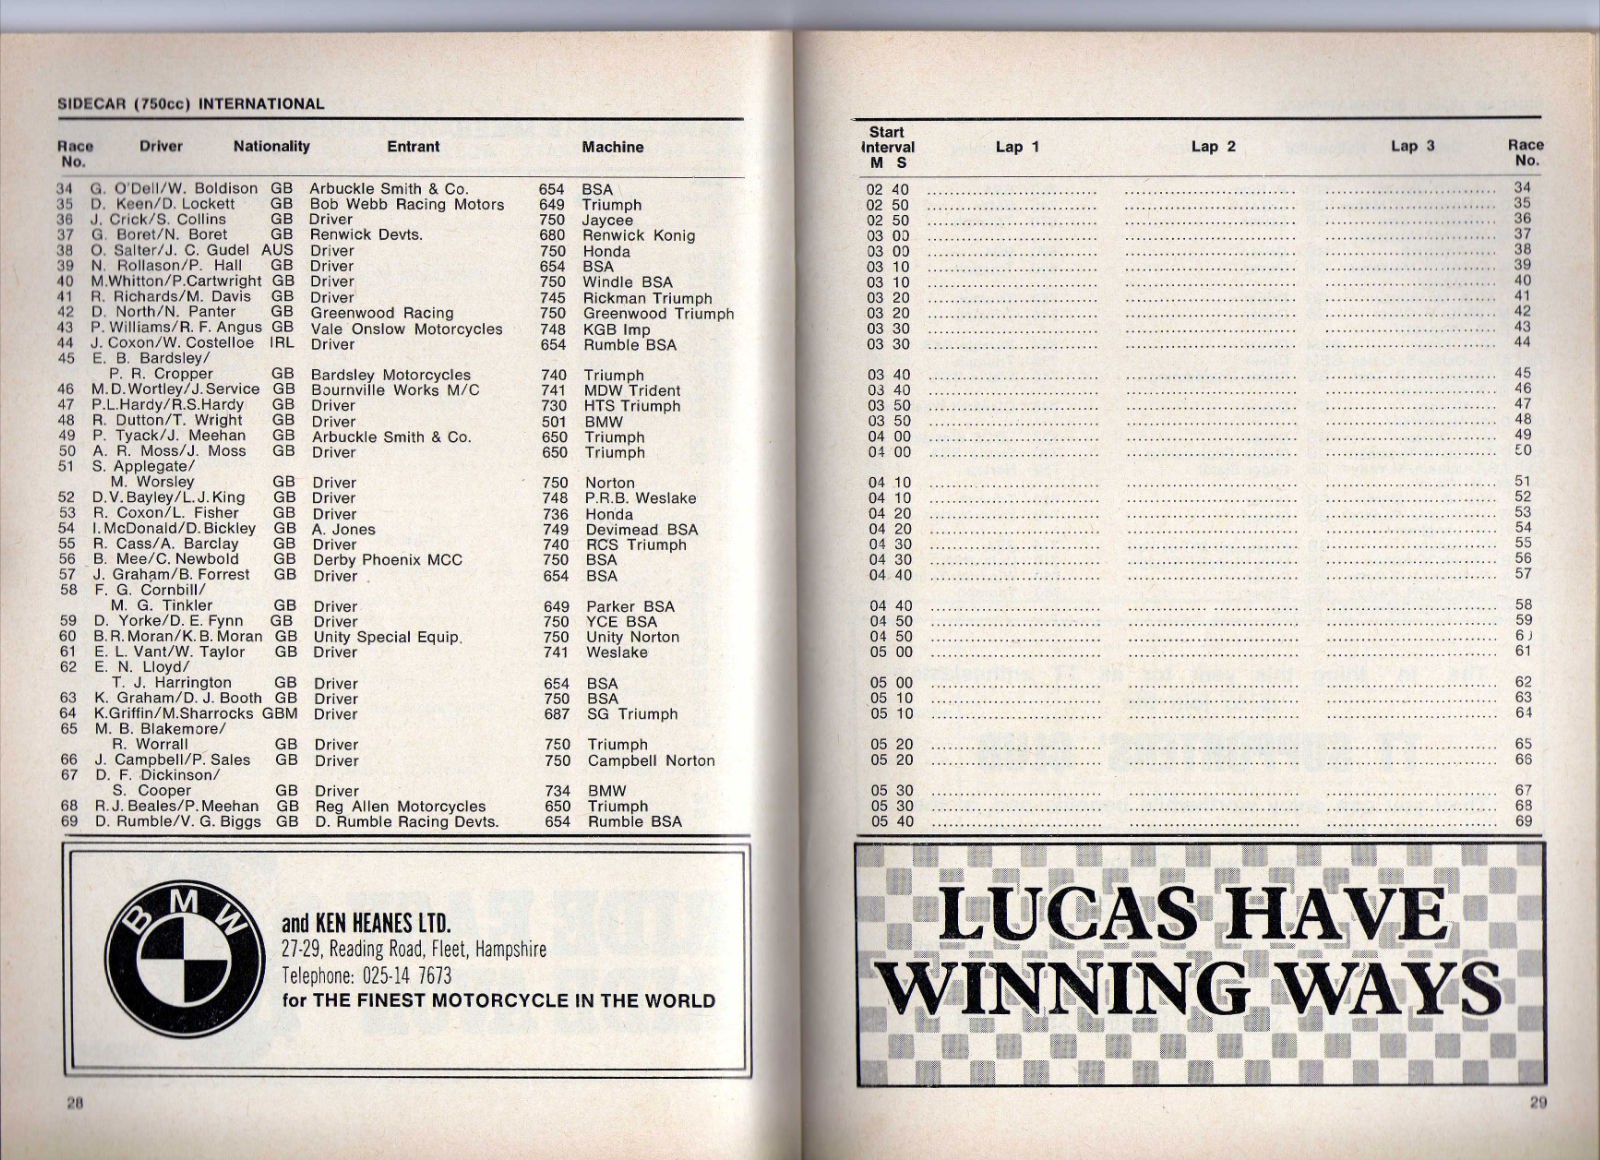 SIDECAR (750cc) INTERNATIONAL
Race No. Driver Nationality Entrant Machine
34 G. O'Dell/W. Boldison GB Arbuckle Smith & Co. 654 BSA
35 D. Keen/D. Lockett GB Bob Webb Racing Motors 649 Triumph
36 J. Crick/S. Collins GB Driver 750 Jaycee
37 G. Boret/N. Boret GB Renwick Devts. 680 Renwick Konig
38 O. Salter/J. C. Gudel AUS Driver 750 Honda
39 N. Rollason/P. Hall GB Driver 654 BSA
40 M.Whitton/P.Cartwright GB Driver 750 Windle BSA
41 R. Richards/M. Davis GB Driver 745 Rickman Triumph
42 D. North/N. Panter GB Greenwood Racing 750 Greenwood Triumph
43 P. Williams/R. F. Angus GB Vale Onslow Motorcycles 748 KGB Imp
44 J. Coxon/W. Costelloe IRL Driver 654 Rumble BSA
45 E. B. Bardsley/
P. R. Cropper GB Bardsley Motorcycles 740 Triumph
46 M.D.Wortley/J.Service GB Bournville Works M/C 741 MDW Trident
47 P.L.Hardy/R.S.Hardy GB Driver 730 HTS Triumph
48 R. Dutton/T. Wright GB Driver 501 BMW
49 P. Tyack/J. Meehan GB Arbuckle Smith & Co. 650 Triumph
50 A. R. Moss/J. Moss GB Driver 650 Triumph
51 S. Applegate/
M. Worsley GB Driver 750 Norton
52 D.V.Bayley/L.J.King GB Driver 748 P.R.B. Weslake
53 R. Coxon/L. Fisher GB Driver 736 Honda
54 I.McDonald/D.Bickley GB A. Jones 749 Devimead BSA
55 R. Cass/A. Barclay GB Driver 740 RCS Triumph
56 B. Mee/C. Newbold GB Derby Phoenix MCC 750 BSA
57 J. Graham/B. Forrest GB Driver 654 BSA
58 F. G. Cornbill/
M. G. Tinkler GB Driver 649 Parker BSA
59 D. Yorke/D. E. Fynn GB Driver 750 YCE BSA
60 B.R.Moran/K.B.Moran GB Unity Special Equip. 750 Unity Norton
61 E. L. Vant/W. Taylor GB Driver 741 Weslake
62 E. N. Lloyd/
T. J. Harrington GB Driver 654 BSA
63 K. Graham/D. J. Booth GB Driver 750 BSA
64 K.Griffin/M.Sharrocks GBM Driver 687 SG Triumph
65 M. B. Blakemore/
R. Worrall GB Driver 750 Triumph
66 J. Campbell/P. Sales GB Driver 750 Campbell Norton
67 D. F. Dickinson/
S. Cooper GB Driver 734 BMW
68 R.J.Beales/P.Meehan GB Reg Allen Motorcycles 650 Triumph
69 D. Rumble/V. G. Biggs GB D. Rumble Racing Devts. 654 Rumble BSA
BMW
and KEN HEANES LTD.
27-29, Reading Road, Fleet, Hampshire
Telephone: 025-14 7673
for THE FINEST MOTORCYCLE IN THE WORLD
28
Start Interval M S Lap 1 Lap 2 Lap 3 Race No.
02 40 34
02 50 35
02 50 36
03 00 37
03 00 38
03 10 39
03 10 40
03 20 41
03 20 42
03 30 43
03 30 44
03 40 45
03 40 46
03 50 47
03 50 48
04 00 49
04 00 50
04 10 51
04 10 52
04 20 53
04 20 54
04 30 55
04 30 56
04 40 57
04 40 58
04 50 59
04 50 60
05 00 61
05 00 62
05 10 63
05 10 64
05 20 65
05 20 66
05 30 67
05 30 68
05 40 69
LUCAS HAVE
WINNING WAYS
29